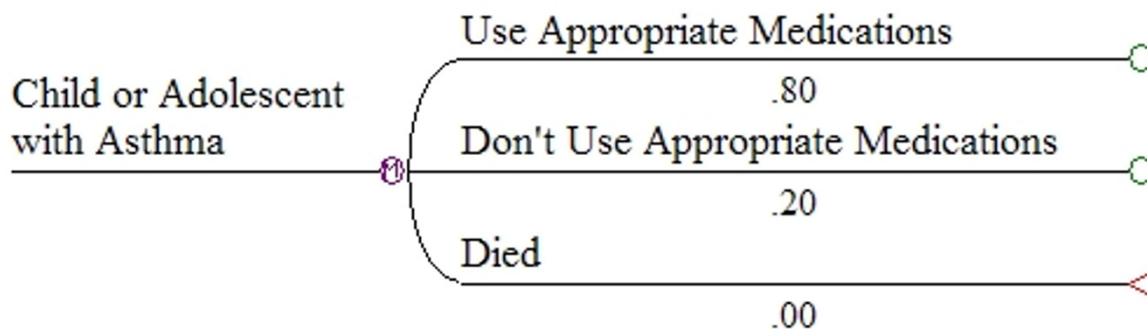 Use Appropriate Medications
.80
Child or Adolescent
with Asthma
M
Don't Use Appropriate Medications
.20
Died
.00